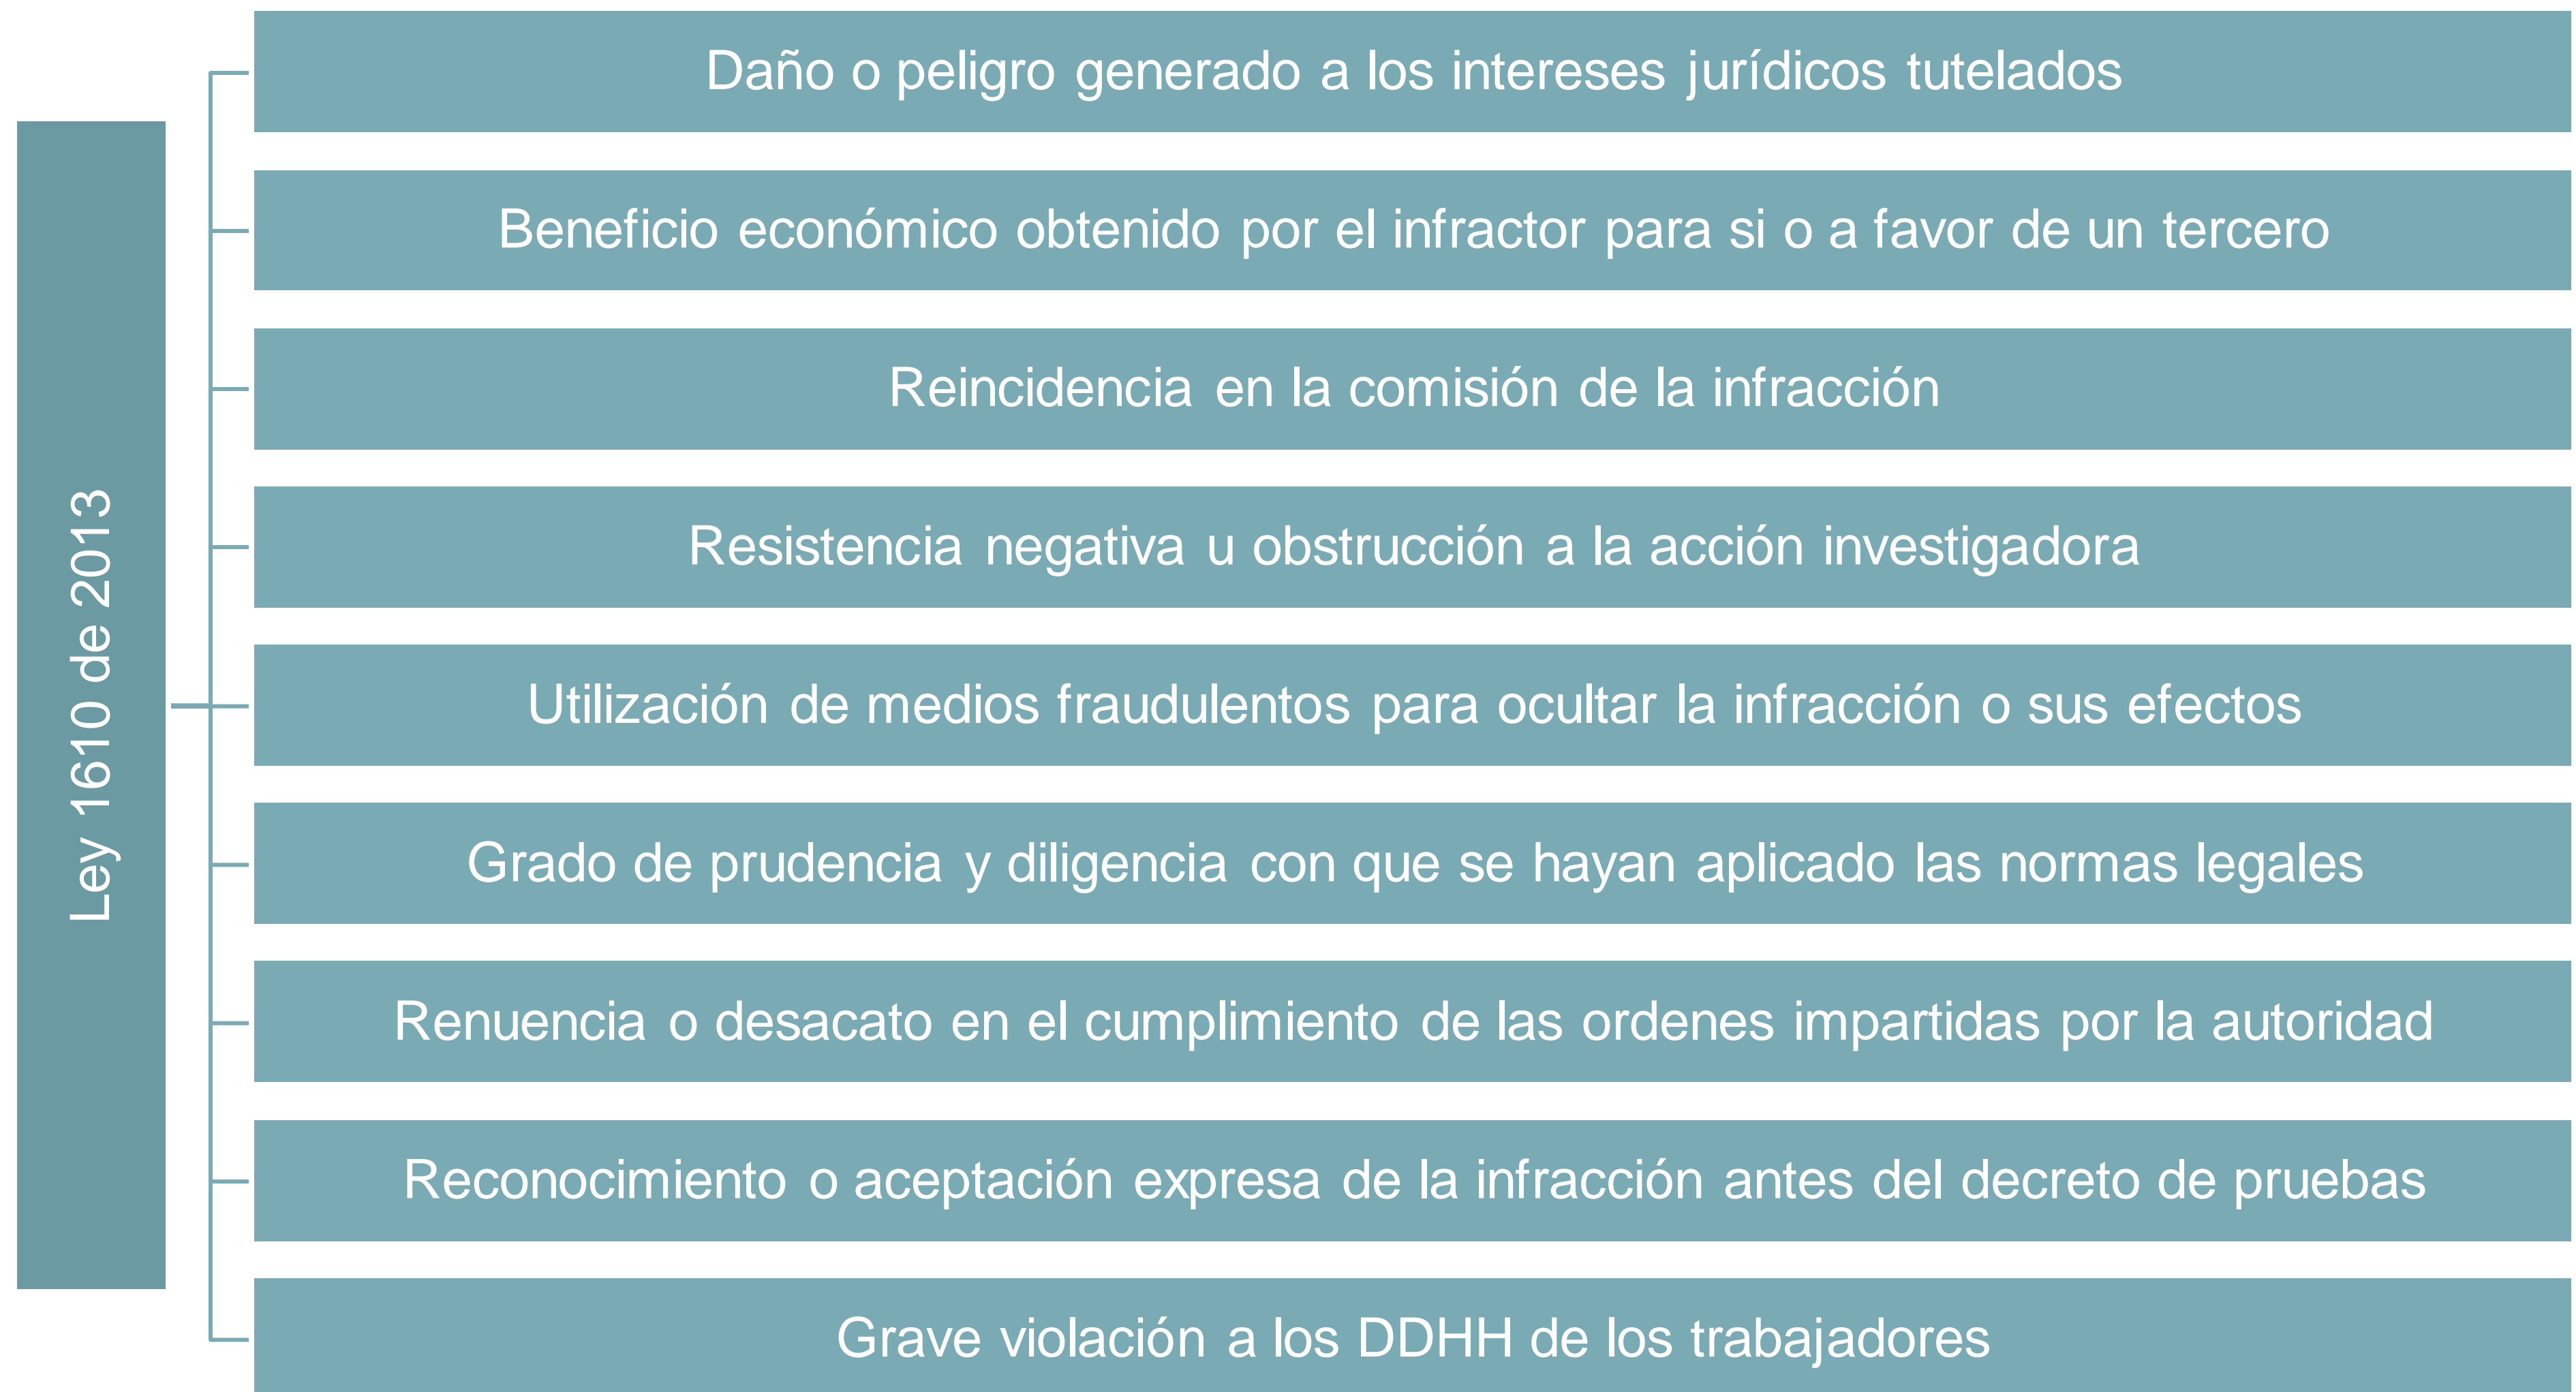 Ley 1610 de 2013
Daño o peligro generado a los intereses jurídicos tutelados
Beneficio económico obtenido por el infractor para si o a favor de un tercero
Reincidencia en la comisión de la infracción
Resistencia negativa u obstrucción a la acción investigadora
Utilización de medios fraudulentos para ocultar la infracción o sus efectos
Grado de prudencia y diligencia con que se hayan aplicado las normas legales
Renuencia o desacato en el cumplimiento de las ordenes impartidas por la autoridad
Reconocimiento o aceptación expresa de la infracción antes del decreto de pruebas
Grave violación a los DDHH de los trabajadores